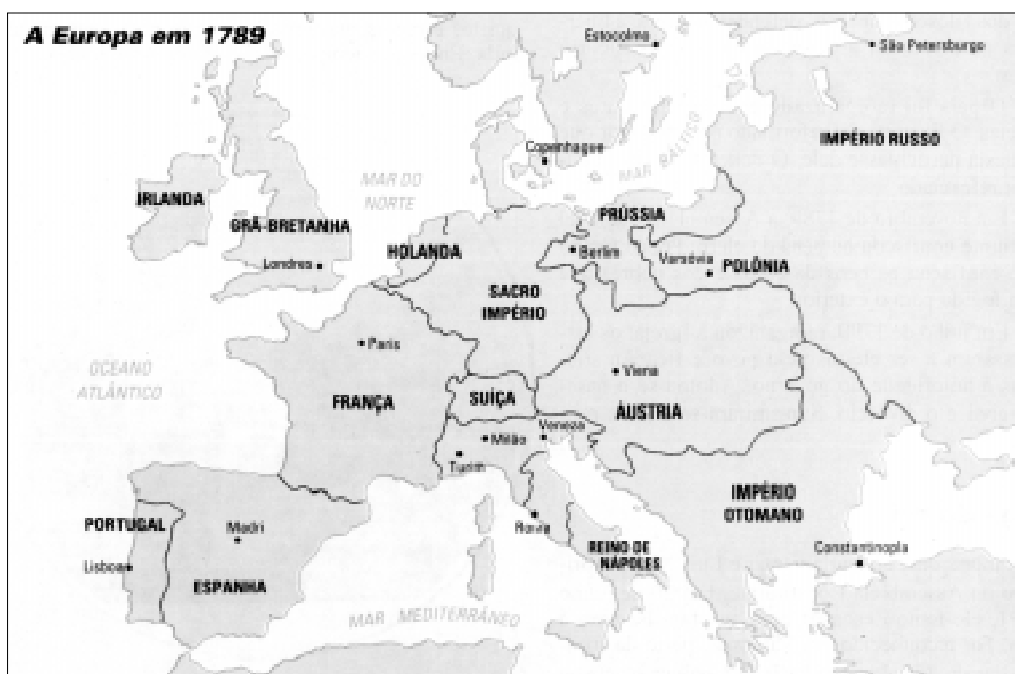 A Europa em 1789
Estocolmo
São Petersburgo
IMPÉRIO RUSSO
Copenhague
MAR BÁLTICO
MAR DO
NORTE
IRLANDA
GRÃ-BRETANHA
Londres
HOLANDA
PRÚSSIA
Berlim
Varsóvia
POLÔNIA
SACRO
IMPÉRIO
OCEANO
ATLÂNTICO
Paris
FRANÇA
SUÍÇA
Viena
ÁUSTRIA
Veneza
Milão
Turim
IMPÉRIO
OTOMANO
PORTUGAL
Madri
Lisboa
ESPANHA
Roma
REINO DE
NÁPOLES
Constantinopla
MAR MEDITERRÂNEO